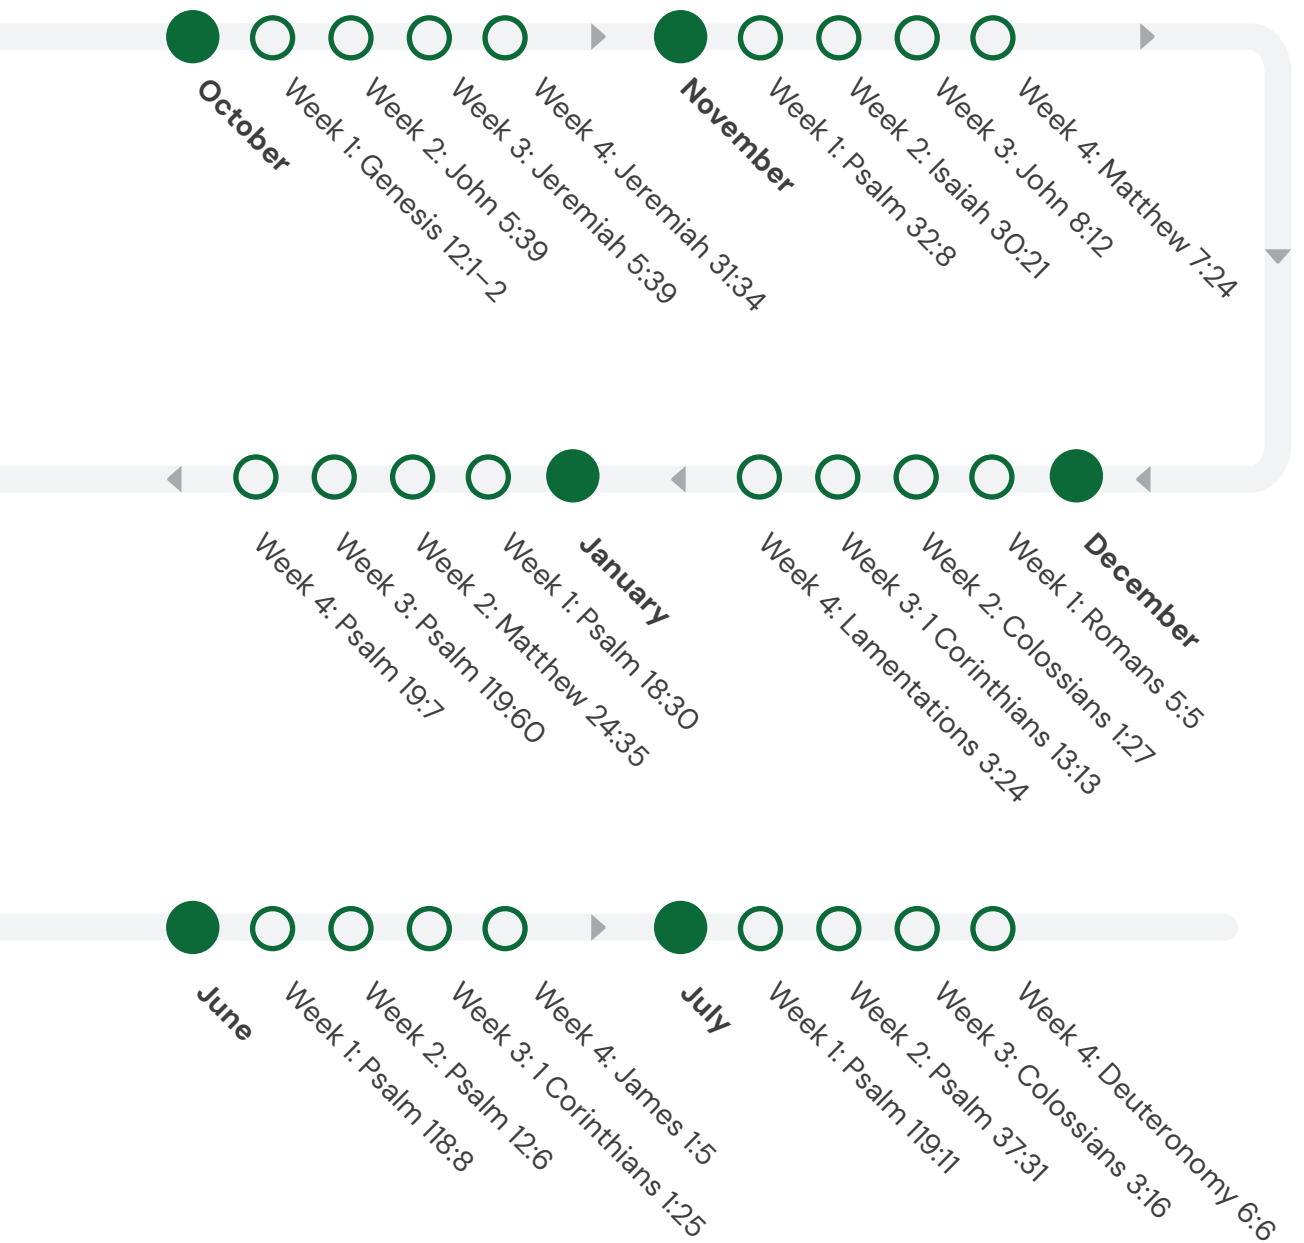 October
Week 1: Genesis 12:1–2
Week 2: John 5:39
Week 3: Jeremiah 5:39
Week 4: Jeremiah 31:34
November
Week 1: Psalm 32:8
Week 2: Isaiah 30:21
Week 3: John 8:12
Week 4: Matthew 7:24
December
Week 1: Romans 5:5
Week 2: Colossians 1:27
Week 3: 1 Corinthians 13:13
Week 4: Lamentations 3:24
January
Week 1: Psalm 18:30
Week 2: Matthew 24:35
Week 3: Psalm 119:60
Week 4: Psalm 19:7
June
Week 1: Psalm 118:8
Week 2: Psalm 12:6
Week 3: 1 Corinthians 1:25
Week 4: James 1:5
July
Week 1: Psalm 119:11
Week 2: Psalm 37:31
Week 3: Colossians 3:16
Week 4: Deuteronomy 6:6